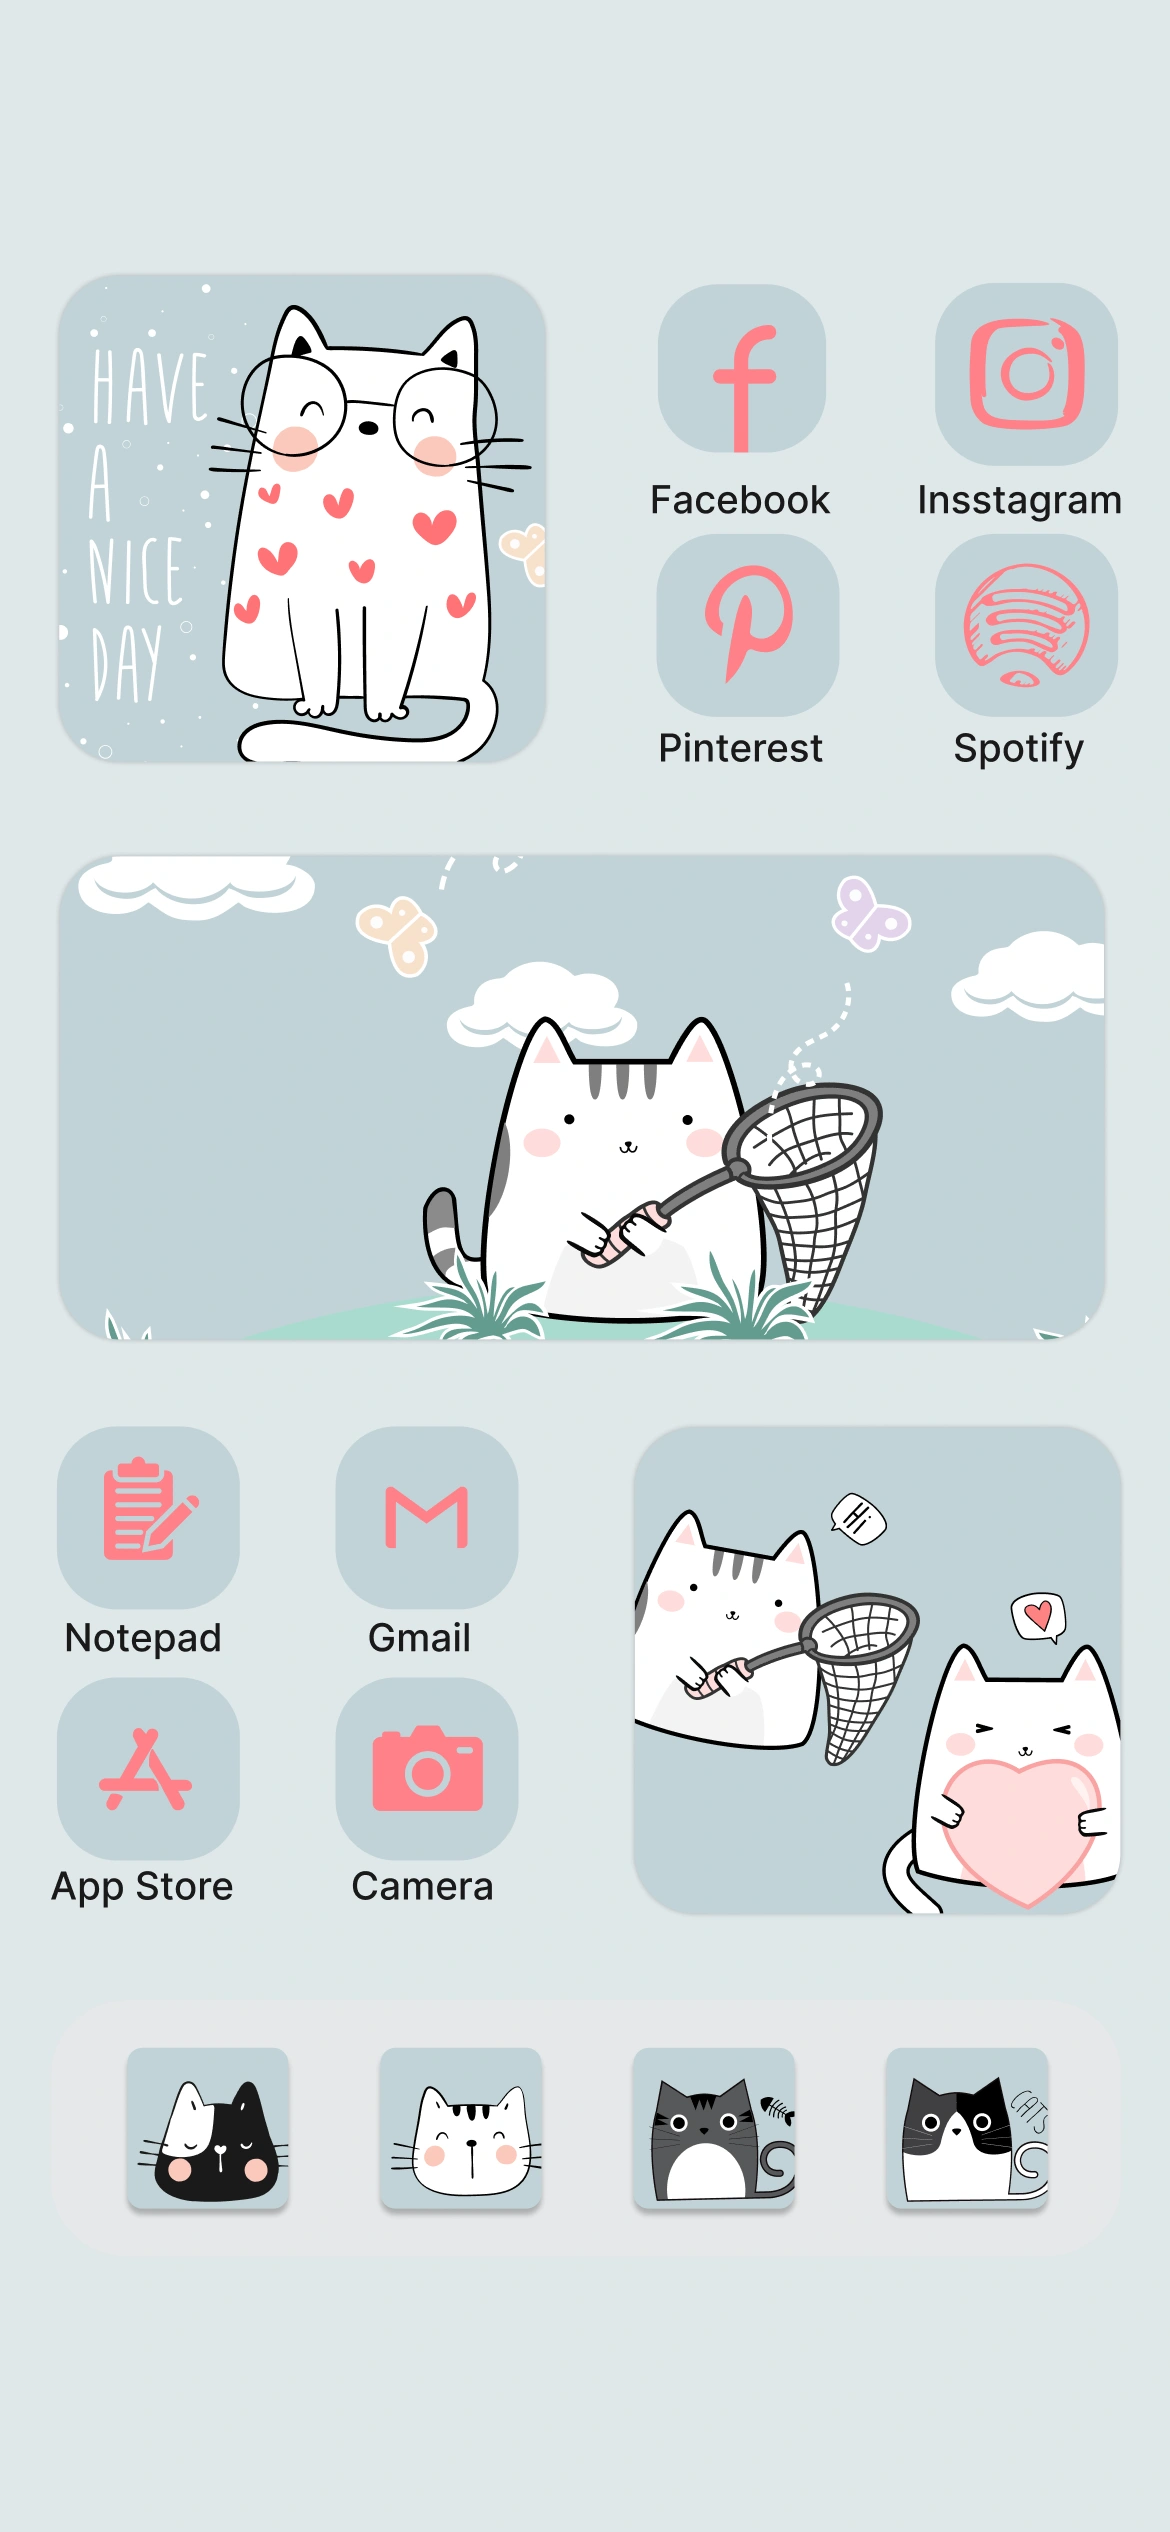 HAVE
A
NICE
DAY
Facebook
Insstagram
Pinterest
Spotify
Notepad
Gmail
App Store
Camera
Hi!
CATS